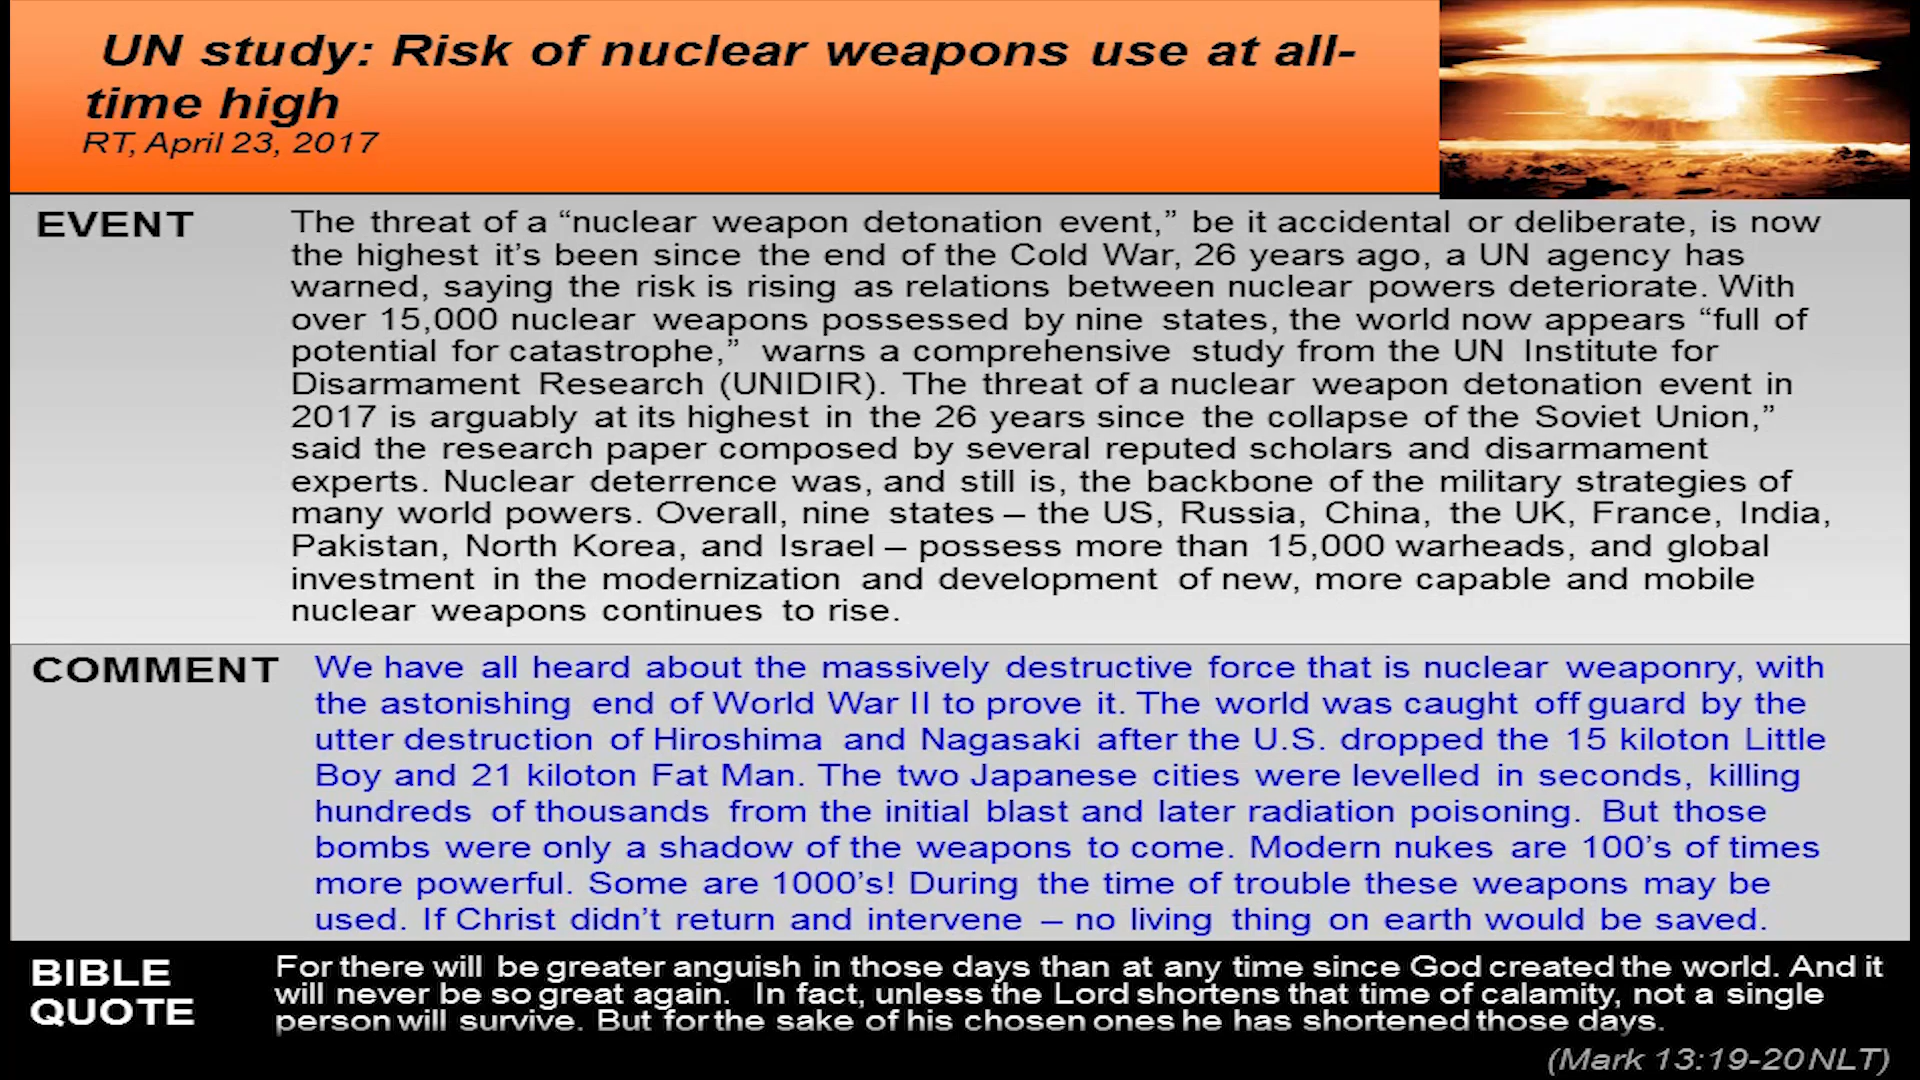 UN study: Risk of nuclear weapons use at all-
time high
RT, April 23, 2017
EVENT
The threat of a “nuclear weapon detonation event,” be it accidental or deliberate, is now
the highest it’s been since the end of the Cold War, 26 years ago, a UN agency has
warned, saying the risk is rising as relations between nuclear powers deteriorate. With
over 15,000 nuclear weapons possessed by nine states, the world now appears “full of
potential for catastrophe,” warns a comprehensive study from the UN Institute for
Disarmament Research (UNIDIR). The threat of a nuclear weapon detonation event in
2017 is arguably at its highest in the 26 years since the collapse of the Soviet Union,”
said the research paper composed by several reputed scholars and disarmament
experts. Nuclear deterrence was, and still is, the backbone of the military strategies of
many world powers. Overall, nine states – the US, Russia, China, the UK, France, India,
Pakistan, North Korea, and Israel – possess more than 15,000 warheads, and global
investment in the modernization and development of new, more capable and mobile
nuclear weapons continues to rise.
COMMENT
We have all heard about the massively destructive force that is nuclear weaponry, with
the astonishing end of World War II to prove it. The world was caught off guard by the
utter destruction of Hiroshima and Nagasaki after the U.S. dropped the 15 kiloton Little
Boy and 21 kiloton Fat Man. The two Japanese cities were levelled in seconds, killing
hundreds of thousands from the initial blast and later radiation poisoning. But those
bombs were only a shadow of the weapons to come. Modern nukes are 100’s of times
more powerful. Some are 1000’s! During the time of trouble these weapons may be
used. If Christ didn’t return and intervene – no living thing on earth would be saved.
BIBLE
QUOTE
For there will be greater anguish in those days than at any time since God created the world. And it
will never be so great again. In fact, unless the Lord shortens that time of calamity, not a single
person will survive. But for the sake of his chosen ones he has shortened those days.
(Mark 13:19-20 NLT)